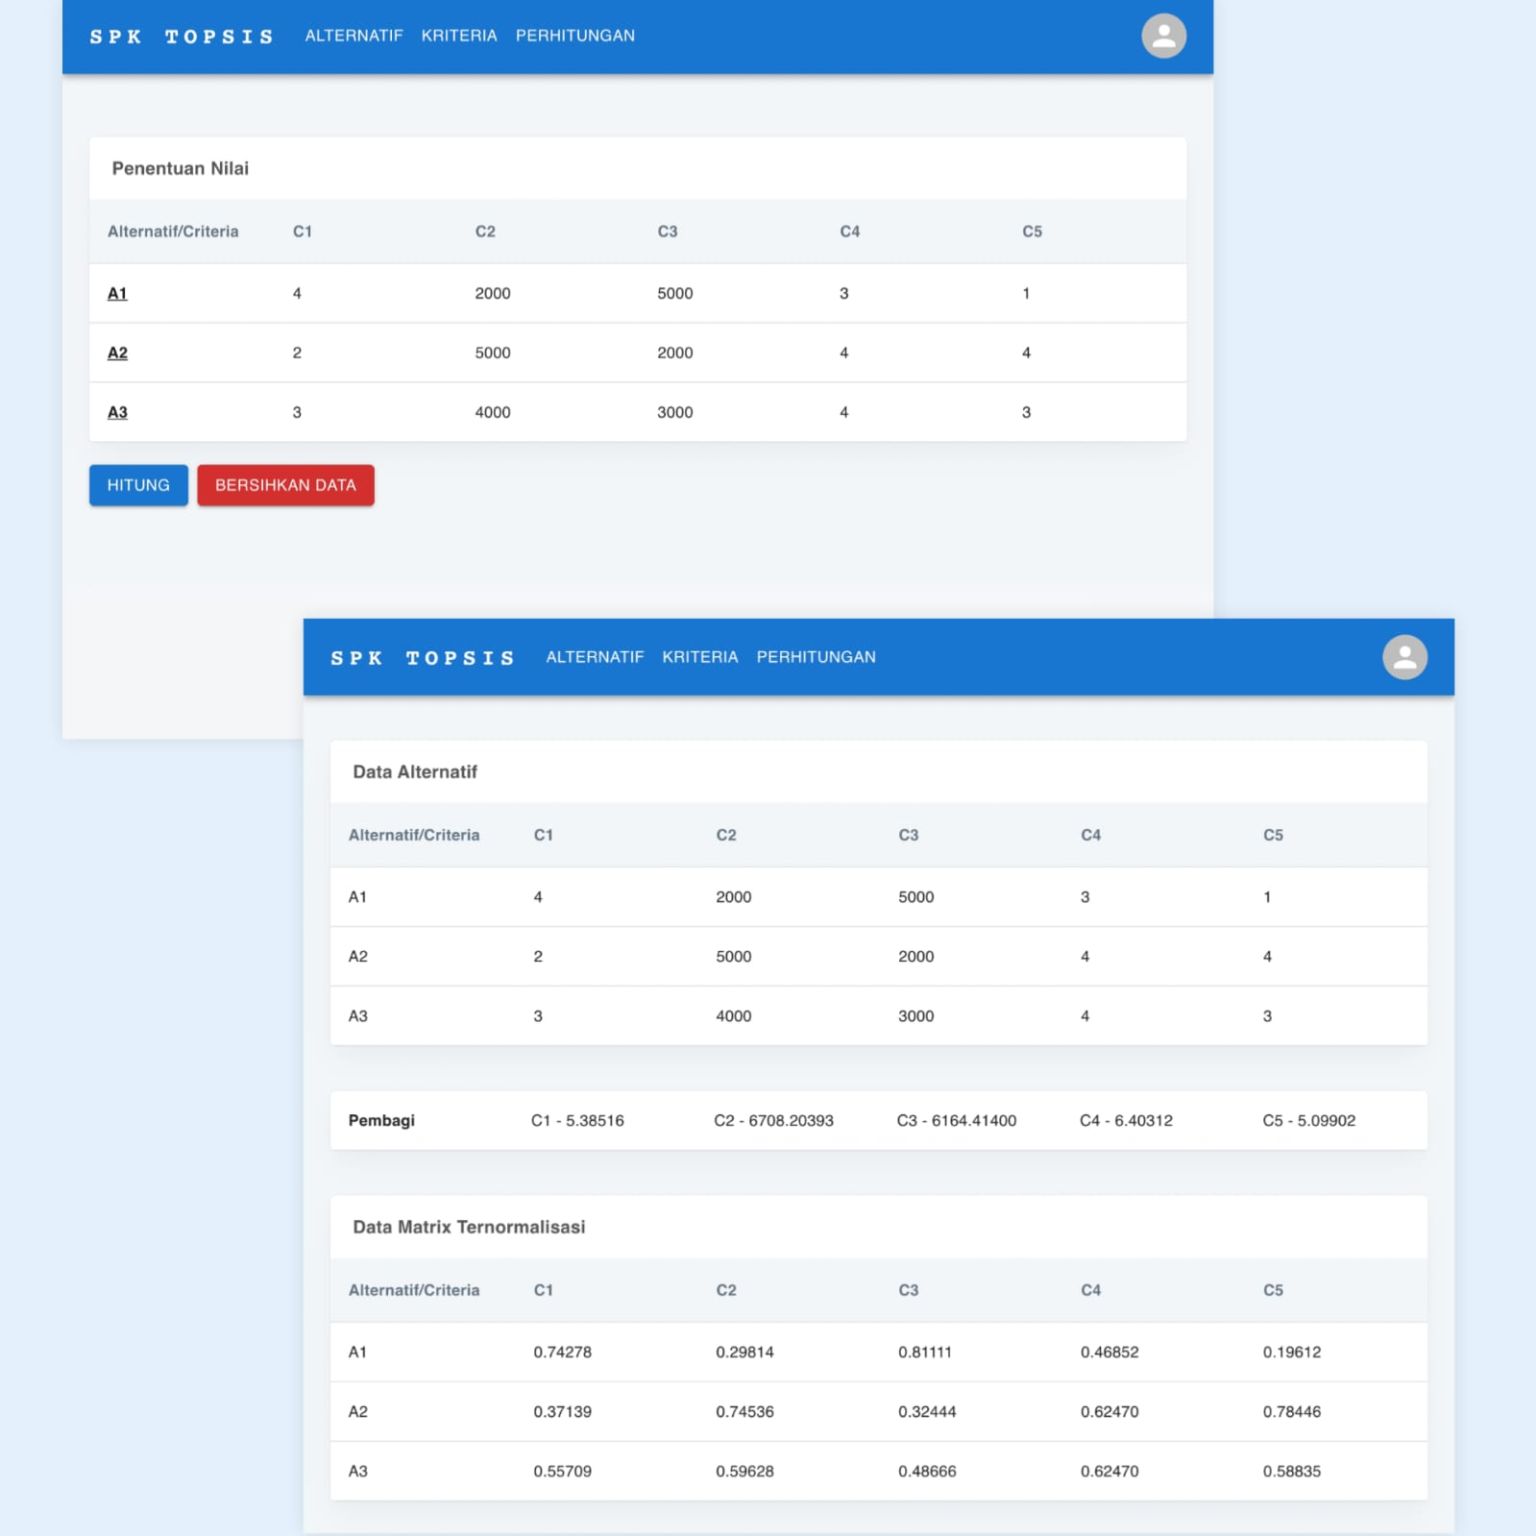 SPK TOPSIS ALTERNATIF KRITERIA PERHITUNGAN
Penentuan Nilai
Alternatif/Criteria C1 C2 C3 C4 C5
A1 4 2000 5000 3 1
A2 2 5000 2000 4 4
A3 3 4000 3000 4 3
HITUNG BERSIHKAN DATA
SPK TOPSIS ALTERNATIF KRITERIA PERHITUNGAN
Data Alternatif
Alternatif/Criteria C1 C2 C3 C4 C5
A1 4 2000 5000 3 1
A2 2 5000 2000 4 4
A3 3 4000 3000 4 3
Pembagi C1 - 5.38516 C2 - 6708.20393 C3 - 6164.41400 C4 - 6.40312 C5 - 5.09902
Data Matrix Ternormalisasi
Alternatif/Criteria C1 C2 C3 C4 C5
A1 0.74278 0.29814 0.81111 0.46852 0.19612
A2 0.37139 0.74536 0.32444 0.62470 0.78446
A3 0.55709 0.59628 0.48666 0.62470 0.58835